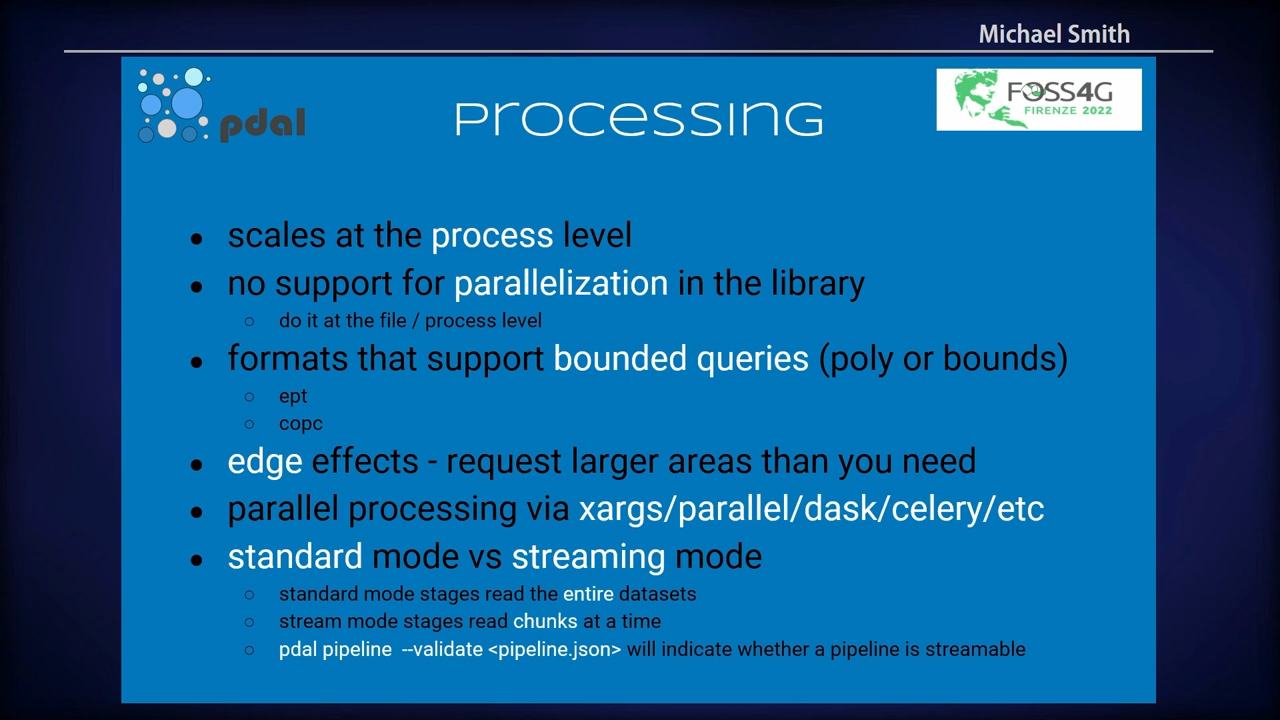 Michael Smith
pdal
Processing
FOSS4G
FIRENZE 2022
● scales at the process level
● no support for parallelization in the library
○ do it at the file / process level
● formats that support bounded queries (poly or bounds)
○ ept
○ copc
● edge effects - request larger areas than you need
● parallel processing via xargs/parallel/dask/celery/etc
● standard mode vs streaming mode
○ standard mode stages read the entire datasets
○ stream mode stages read chunks at a time
○ pdal pipeline --validate <pipeline.json> will indicate whether a pipeline is streamable